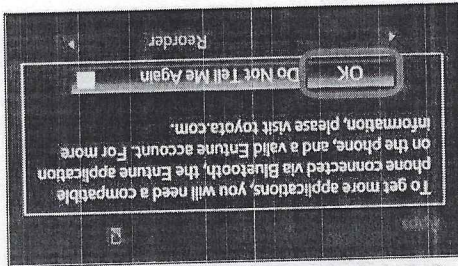 Apps
To get more applications, you will need a compatible
phone connected via Bluetooth, the Entune application
on the phone, and a valid Entune account. For more
information, please visit toyota.com.
OK Do Not Tell Me Again
Reorder